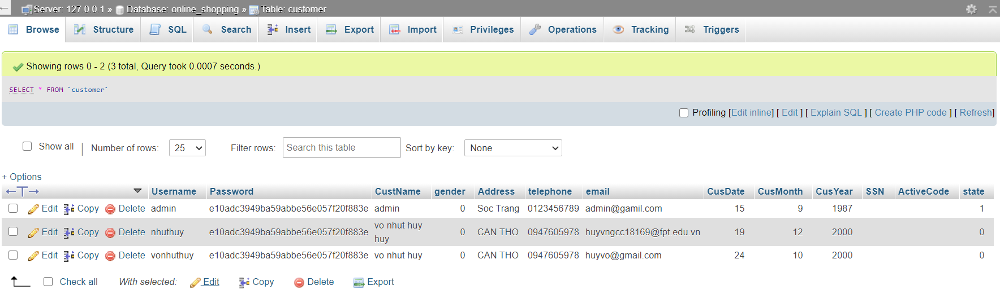 Server: 127.0.0.1 » Database: online_shopping » Table: customer
Browse Structure SQL Search Insert Export Import Privileges Operations Tracking Triggers
Showing rows 0 - 2 (3 total, Query took 0.0007 seconds.)
SELECT * FROM `customer`
Profiling [Edit inline] [ Edit ] [ Explain SQL ] [ Create PHP code ] [ Refresh]
Show all | Number of rows: 25 Filter rows: Search this table Sort by key: None
+ Options
Username Password CustName gender Address telephone email CusDate CusMonth CusYear SSN ActiveCode state
Edit Copy Delete admin e10adc3949ba59abbe56e057f20f883e admin 0 Soc Trang 0123456789 admin@gamil.com 15 9 1987 1
Edit Copy Delete nhuthuy e10adc3949ba59abbe56e057f20f883e vo nhut huy huy 0 CAN THO 0947605978 huyvngcc18169@fpt.edu.vn 19 12 2000 0
Edit Copy Delete vonhuthuy e10adc3949ba59abbe56e057f20f883e vo nhut huy 0 CAN THO 0947605978 huyvo@gmail.com 24 10 2000 0
Check all With selected: Edit Copy Delete Export